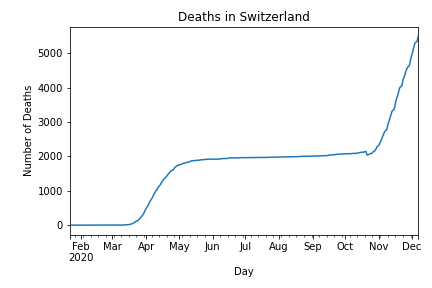 Deaths in Switzerland
Number of Deaths
5000
4000
3000
2000
1000
0
Feb Mar Apr May Jun Jul Aug Sep Oct Nov Dec
2020
Day